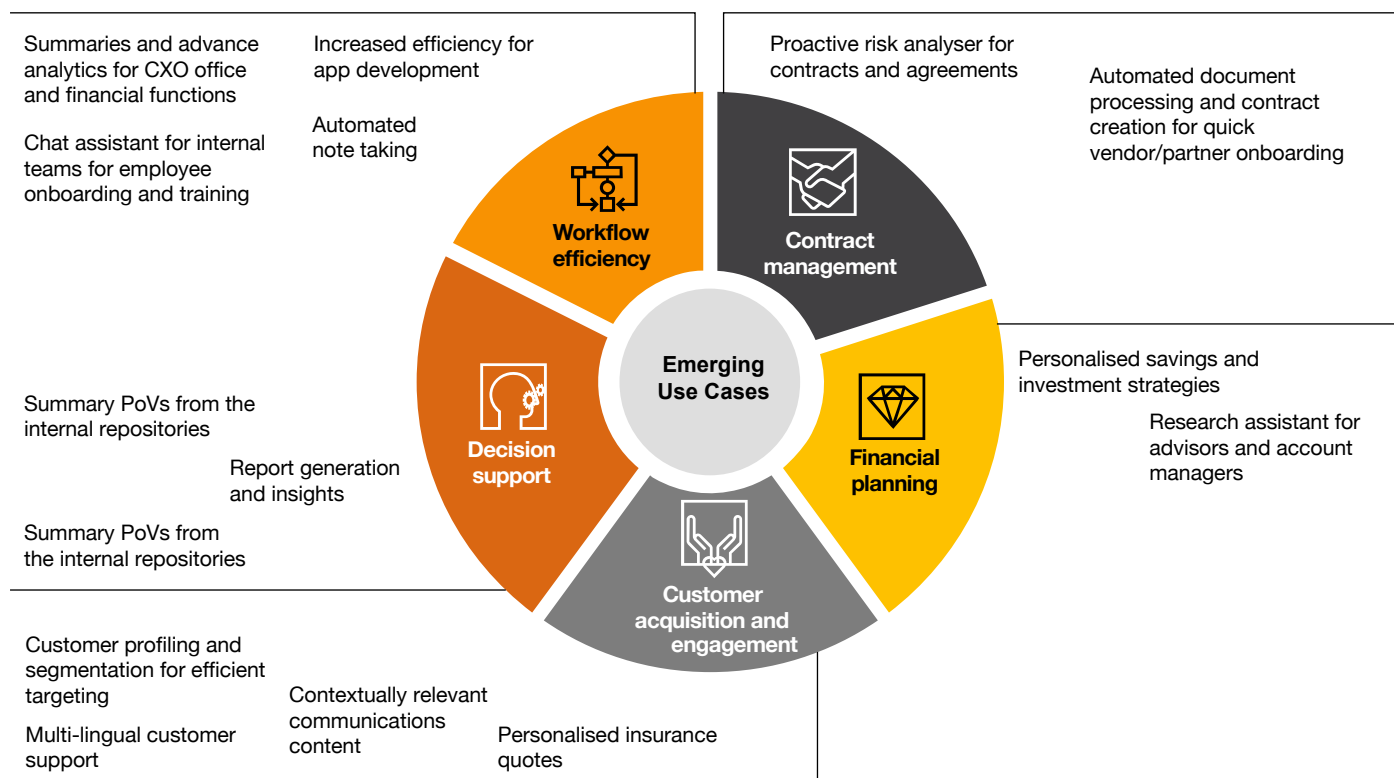 Summaries and advance
analytics for CXO office
and financial functions
Increased efficiency for
app development
Chat assistant for internal
teams for employee
onboarding and training
Automated
note taking
Proactive risk analyser for
contracts and agreements
Automated document
processing and contract
creation for quick
vendor/partner onboarding
Workflow
efficiency
Contract
management
Emerging
Use Cases
Decision
support
Financial
planning
Customer
acquisition and
engagement
Personalised savings and
investment strategies
Research assistant for
advisors and account
managers
Summary PoVs from the
internal repositories
Report generation
and insights
Summary PoVs from
the internal repositories
Customer profiling and
segmentation for efficient
targeting
Multi-lingual customer
support
Contextually relevant
communications
content
Personalised insurance
quotes